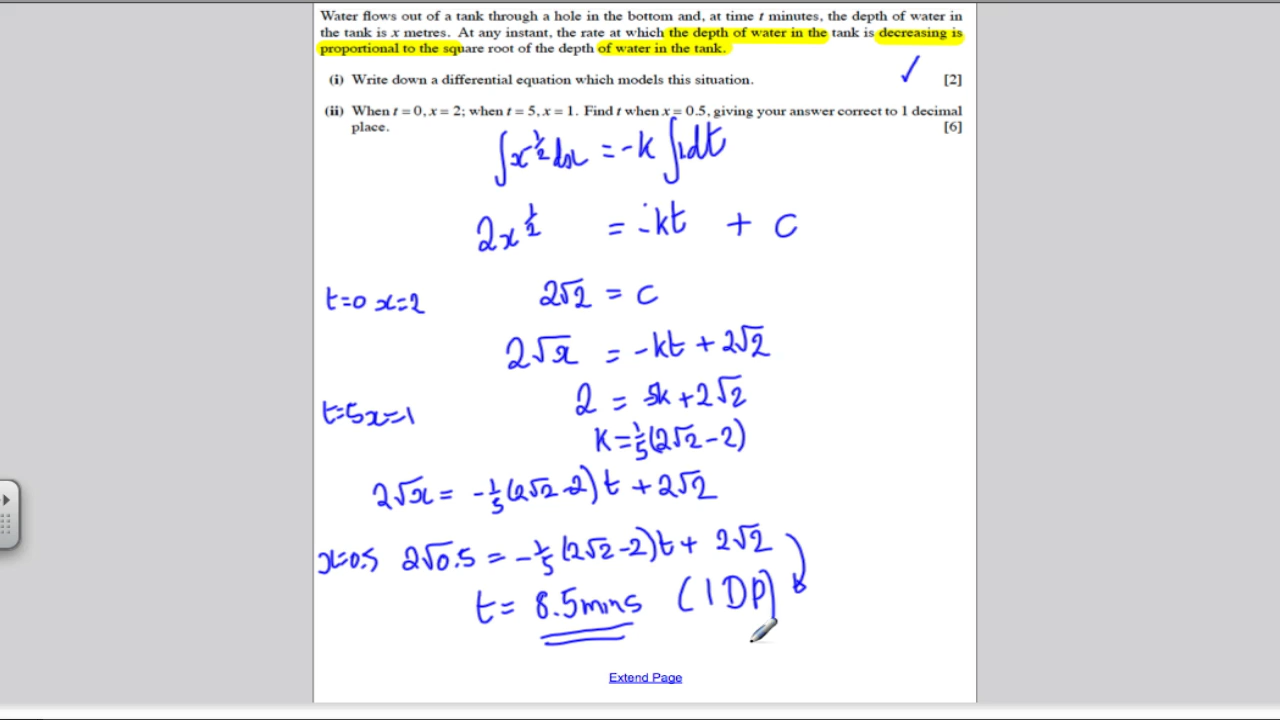 Water flows out of a tank through a hole in the bottom and, at time t minutes, the depth of water in
the tank is x metres. At any instant, the rate at which the depth of water in the tank is decreasing is
proportional to the square root of the depth of water in the tank.
(i) Write down a differential equation which models this situation. ✓ [2]
(ii) When t = 0, x = 2; when t = 5, x = 1. Find t when x = 0.5, giving your answer correct to 1 decimal
place. [6]
∫x^½ dx = -k ∫1dt
2x^½ = -kt + c
t=0 x=2 2√2 = c
2√x = -kt + 2√2
t=5 x=1 2 = 5k + 2√2
k = ⅕(2√2 - 2)
2√x = -⅕(2√2 - 2)t + 2√2
x=0.5 2√0.5 = -⅕(2√2 - 2)t + 2√2
t = 8.5mins (1DP)
Extend Page